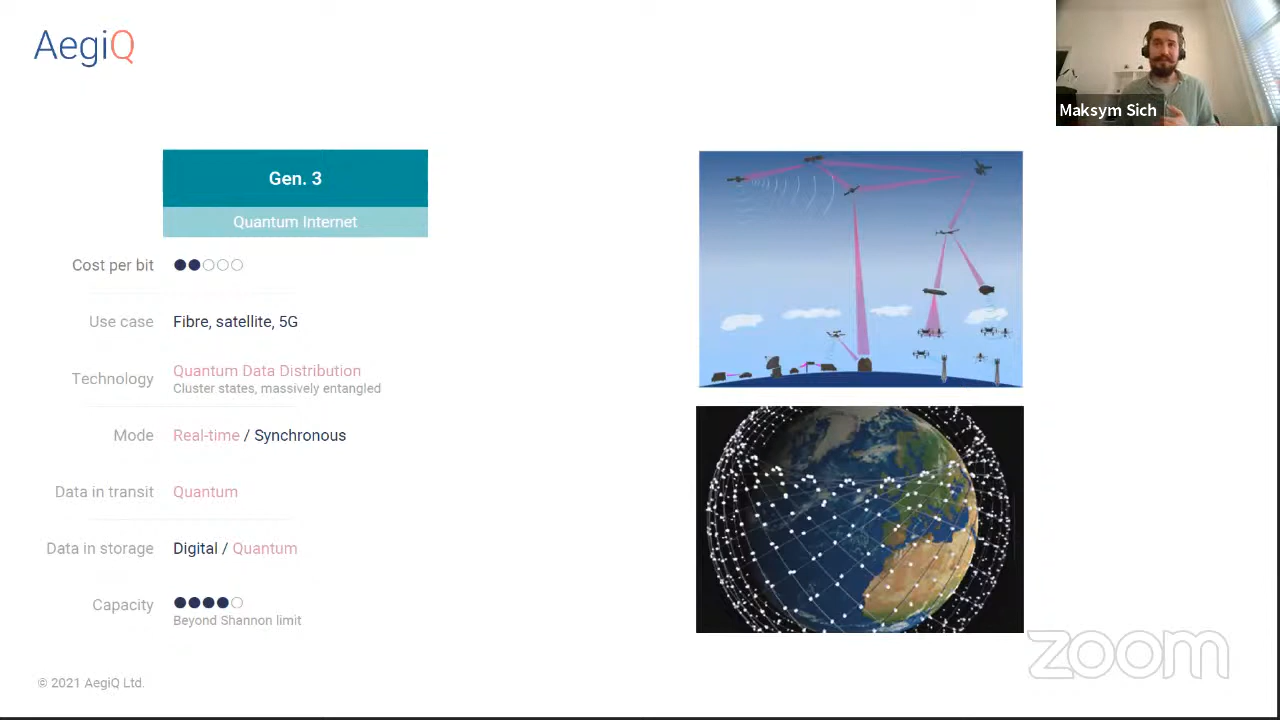 AegiQ
Maksym Sich
Gen. 3
Quantum Internet
Cost per bit
Use case Fibre, satellite, 5G
Technology Quantum Data Distribution
Cluster states, massively entangled
Mode Real-time / Synchronous
Data in transit Quantum
Data in storage Digital / Quantum
Capacity
Beyond Shannon limit
© 2021 AegiQ Ltd.
zoom